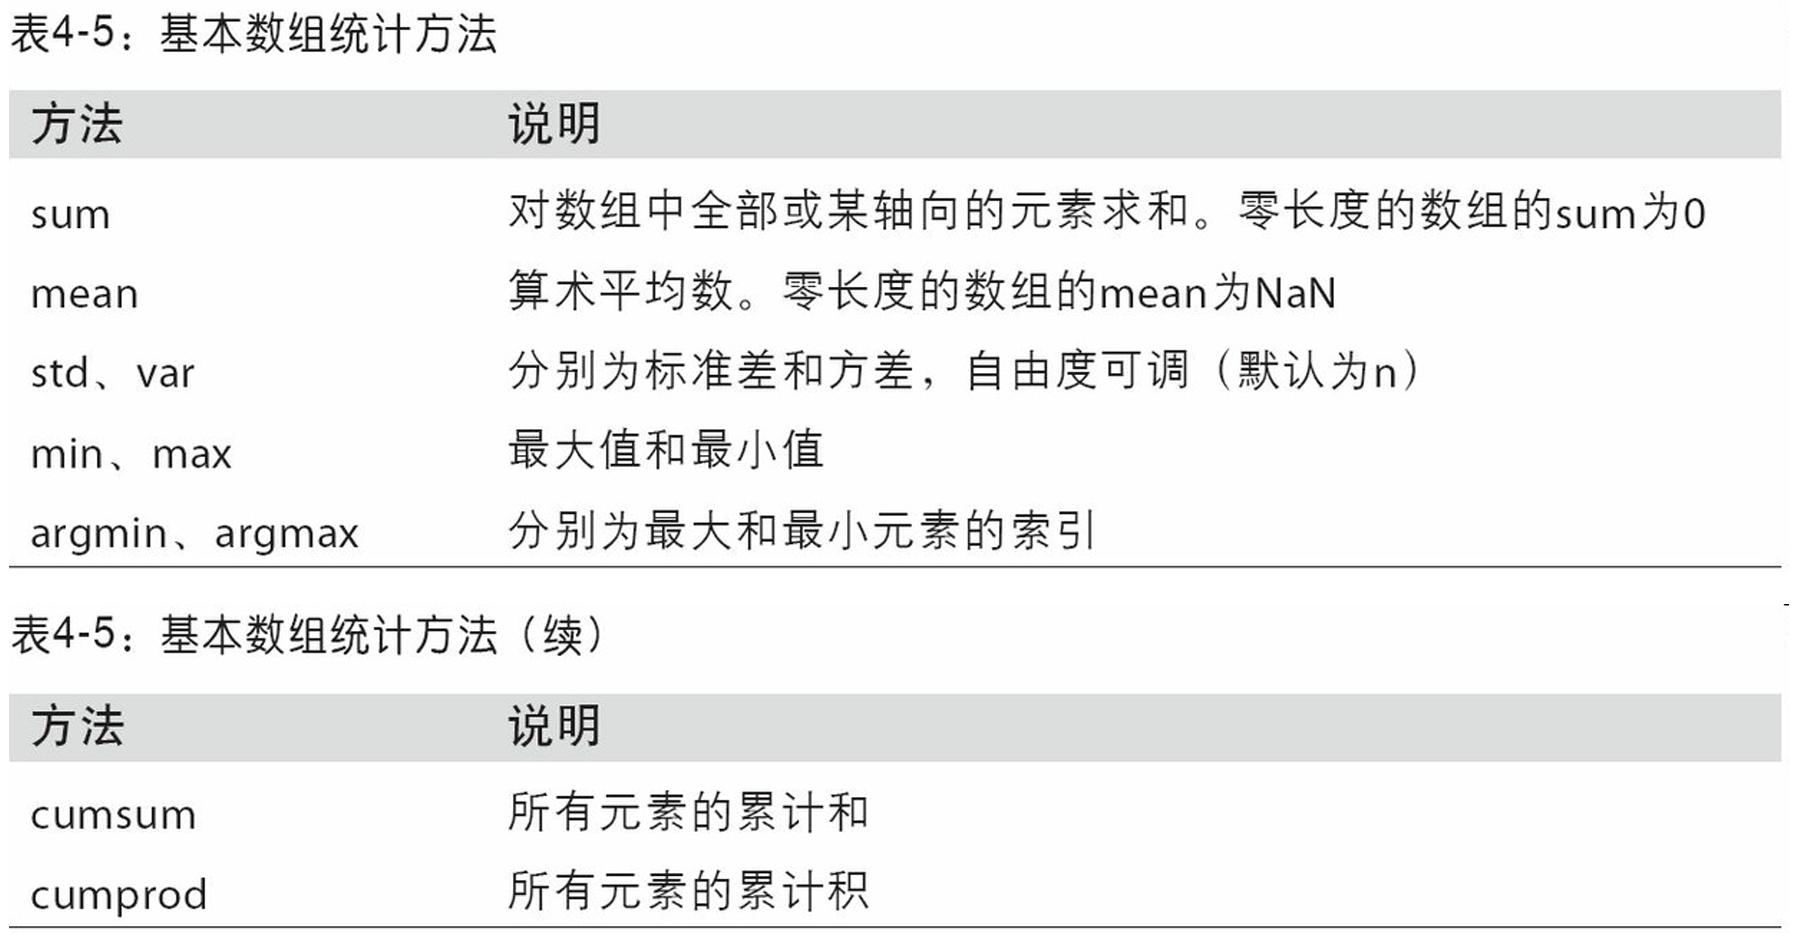 表4-5：基本数组统计方法
方法 说明
sum 对数组中全部或某轴向的元素求和。零长度的数组的sum为0
mean 算术平均数。零长度的数组的mean为NaN
std、var 分别为标准差和方差，自由度可调（默认为n）
min、max 最大值和最小值
argmin、argmax 分别为最大和最小元素的索引
表4-5：基本数组统计方法（续）
方法 说明
cumsum 所有元素的累计和
cumprod 所有元素的累计积